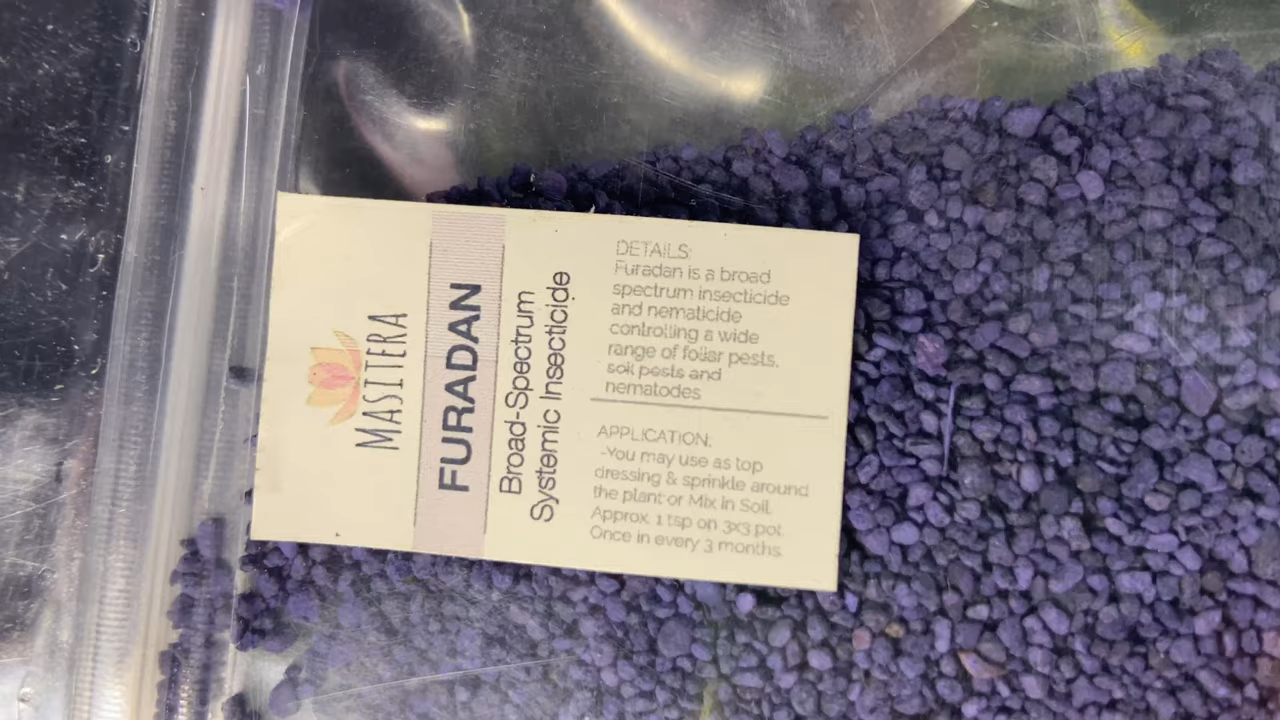 MASITERA
FURADAN
Broad-Spectrum
Systemic Insecticide
DETAILS:
Furadan is a broad
spectrum insecticide
and nematicide
controlling a wide
range of foliar pests,
soil pests and
nematodes
APPLICATION:
-You may use as top
dressing & sprinkle around
the plant or Mix in Soil.
Approx. 1 tsp on 3x3 pot
Once in every 3 months.